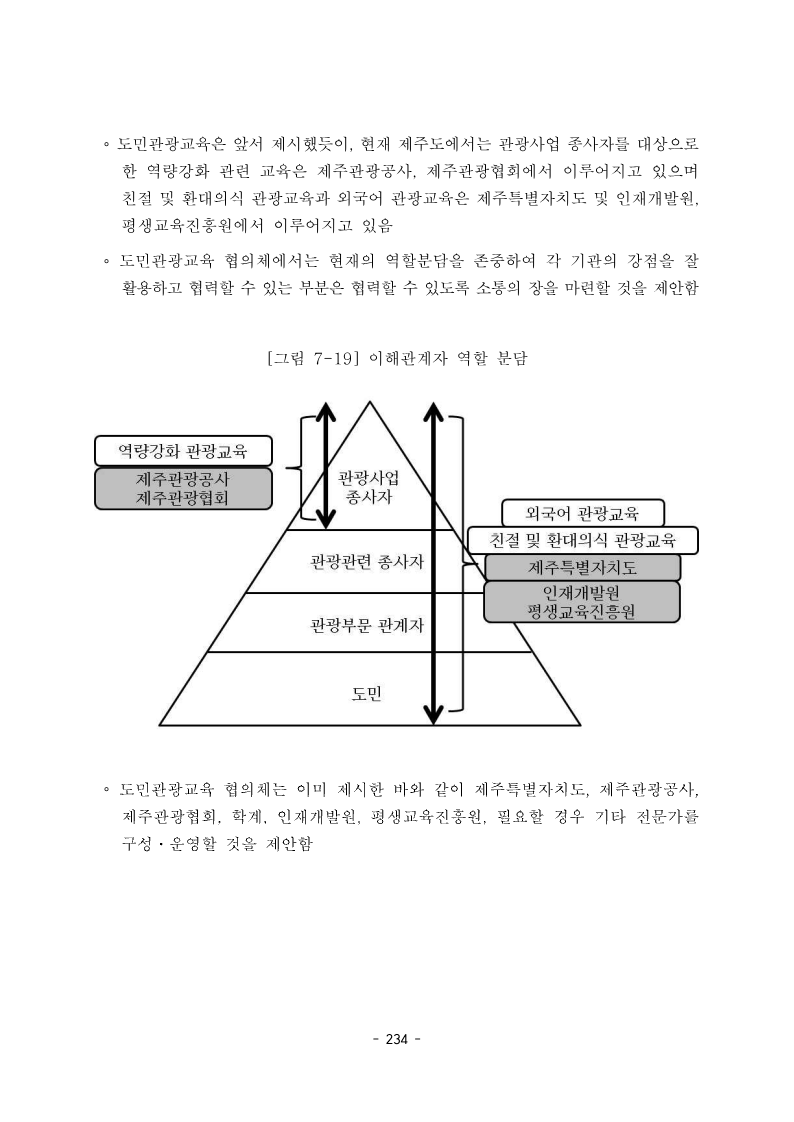 ◦ 도민관광교육은 앞서 제시했듯이, 현재 제주도에서는 관광사업 종사자를 대상으로
한 역량강화 관련 교육은 제주관광공사, 제주관광협회에서 이루어지고 있으며
친절 및 환대의식 관광교육과 외국어 관광교육은 제주특별자치도 및 인재개발원,
평생교육진흥원에서 이루어지고 있음
◦ 도민관광교육 협의체에서는 현재의 역할분담을 존중하여 각 기관의 강점을 잘
활용하고 협력할 수 있는 부분은 협력할 수 있도록 소통의 장을 마련할 것을 제안함
[그림 7-19] 이해관계자 역할 분담
역량강화 관광교육
제주관광공사
제주관광협회
관광사업
종사자
관광관련 종사자
관광부문 관계자
도민
외국어 관광교육
친절 및 환대의식 관광교육
제주특별자치도
인재개발원
평생교육진흥원
◦ 도민관광교육 협의체는 이미 제시한 바와 같이 제주특별자치도, 제주관광공사,
제주관광협회, 학계, 인재개발원, 평생교육진흥원, 필요할 경우 기타 전문가를
구성・운영할 것을 제안함
- 234 -